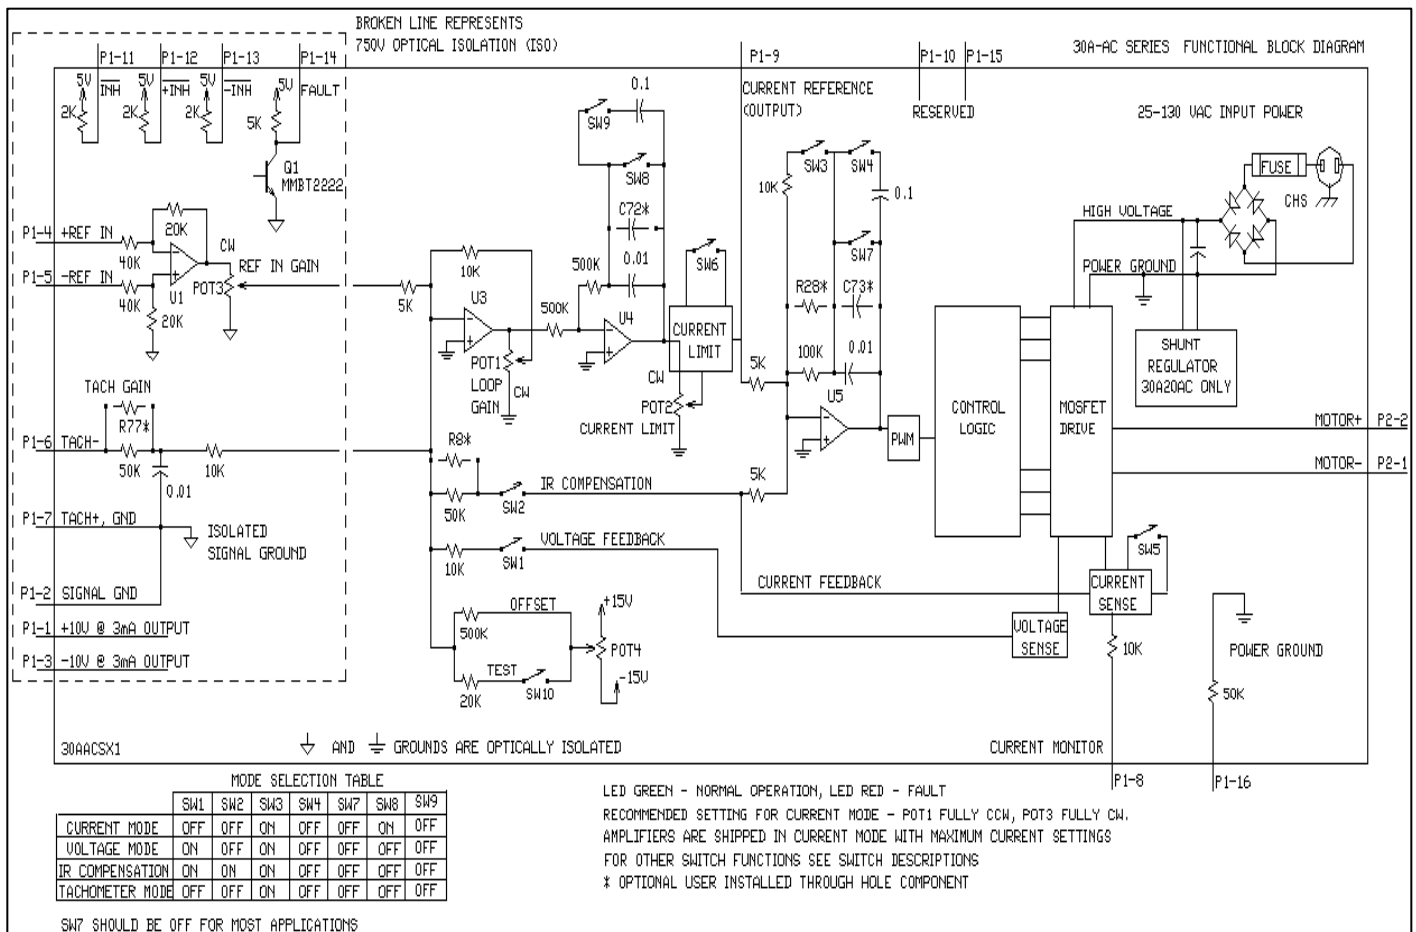 BROKEN LINE REPRESENTS
750V OPTICAL ISOLATION (ISO)
30A-AC SERIES FUNCTIONAL BLOCK DIAGRAM
P1-11 P1-12 P1-13 P1-14
P1-9
P1-10 P1-15
5V 5V 5V 5V
INH +INH -INH FAULT
2K 2K 2K 5K
Q1
MMBT2222
CURRENT REFERENCE
(OUTPUT)
RESERVED
25-130 VAC INPUT POWER
0.1
SW9
SW8
C72*
0.01
500K
SW6
10K
SW3 SW4
0.1
SW7
R28* C73*
100K 0.01
FUSE
CHS
HIGH VOLTAGE
POWER GROUND
SHUNT
REGULATOR
30A20AC ONLY
P1-4 +REF IN
20K
40K
CW
REF IN GAIN
P1-5 -REF IN
40K
U1
POT3
20K
5K
10K
U3
500K
U4
CURRENT
LIMIT
POT1
LOOP
GAIN
CW
CW
POT2
CURRENT LIMIT
5K
U5
PWM
CONTROL
LOGIC
MOSFET
DRIVE
MOTOR+ P2-2
MOTOR- P2-1
TACH GAIN
R77*
P1-6 TACH-
50K
10K
0.01
P1-7 TACH+, GND
ISOLATED
SIGNAL GROUND
P1-2 SIGNAL GND
P1-1 +10V @ 3mA OUTPUT
P1-3 -10V @ 3mA OUTPUT
R8*
50K
SW2
IR COMPENSATION
5K
10K
SW1
VOLTAGE FEEDBACK
CURRENT FEEDBACK
SW5
CURRENT
SENSE
VOLTAGE
SENSE
10K
POWER GROUND
50K
OFFSET
500K
TEST
20K
SW10
+15V
POT4
-15V
30AACSX1
AND GROUNDS ARE OPTICALLY ISOLATED
CURRENT MONITOR
P1-8
P1-16
MODE SELECTION TABLE
SW1 SW2 SW3 SW4 SW7 SW8 SW9
CURRENT MODE OFF OFF ON OFF OFF ON OFF
VOLTAGE MODE ON OFF ON OFF OFF OFF OFF
IR COMPENSATION ON ON ON OFF OFF OFF OFF
TACHOMETER MODE OFF OFF ON OFF OFF OFF OFF
SW7 SHOULD BE OFF FOR MOST APPLICATIONS
LED GREEN - NORMAL OPERATION, LED RED - FAULT
RECOMMENDED SETTING FOR CURRENT MODE - POT1 FULLY CCW, POT3 FULLY CW.
AMPLIFIERS ARE SHIPPED IN CURRENT MODE WITH MAXIMUM CURRENT SETTINGS
FOR OTHER SWITCH FUNCTIONS SEE SWITCH DESCRIPTIONS
* OPTIONAL USER INSTALLED THROUGH HOLE COMPONENT